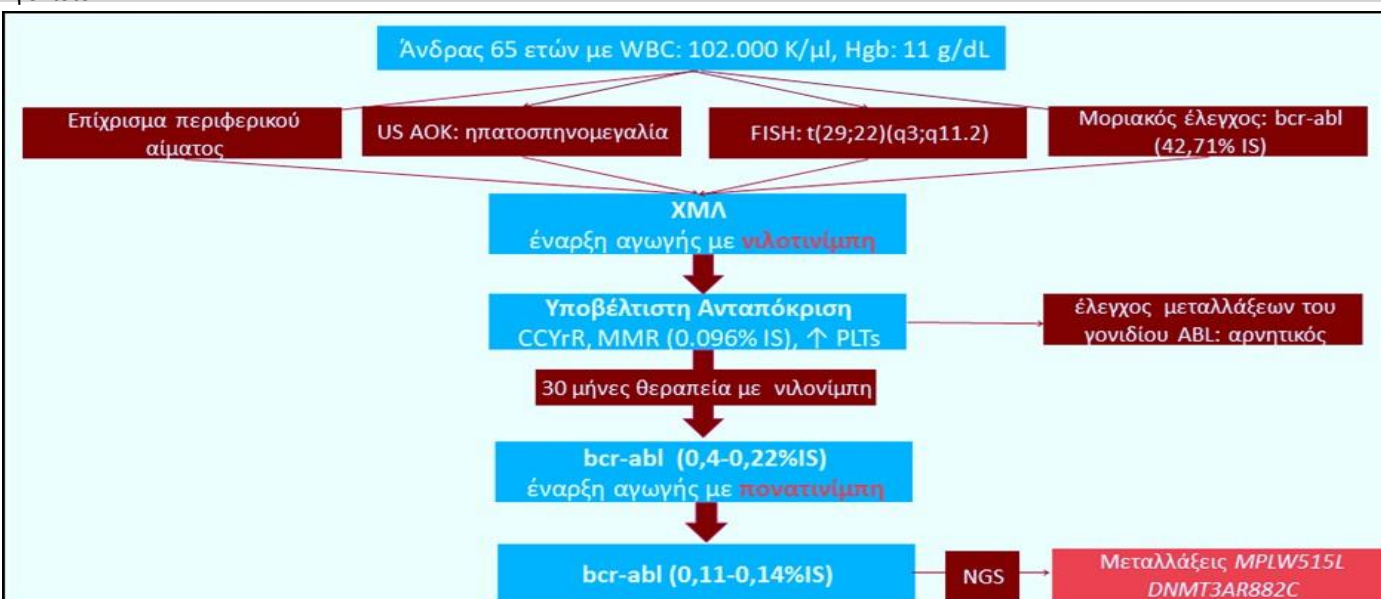 Άνδρας 65 ετών με WBC: 102.000 K/μl, Hgb: 11 g/dL
Επίχρισμα περιφερικού
αίματος
US ΑΟΚ: ηπατοσπηνομεγαλία
FISH: t(29;22)(q3;q11.2)
Μοριακός έλεγχος: bcr-abl
(42,71% IS)
ΧΜΛ
έναρξη αγωγής με νιλοτινίμπη
Υποβέλτιστη Ανταπόκριση
CCYrR, MMR (0.096% IS), ↑ PLTs
έλεγχος μεταλλάξεων του
γονιδίου ABL: αρνητικός
30 μήνες θεραπεία με νιλονίμπη
bcr-abl (0,4-0,22%IS)
έναρξη αγωγής με πονατινίμπη
bcr-abl (0,11-0,14%IS)
NGS
Μεταλλάξεις MPLW515L
DNMT3AR882C